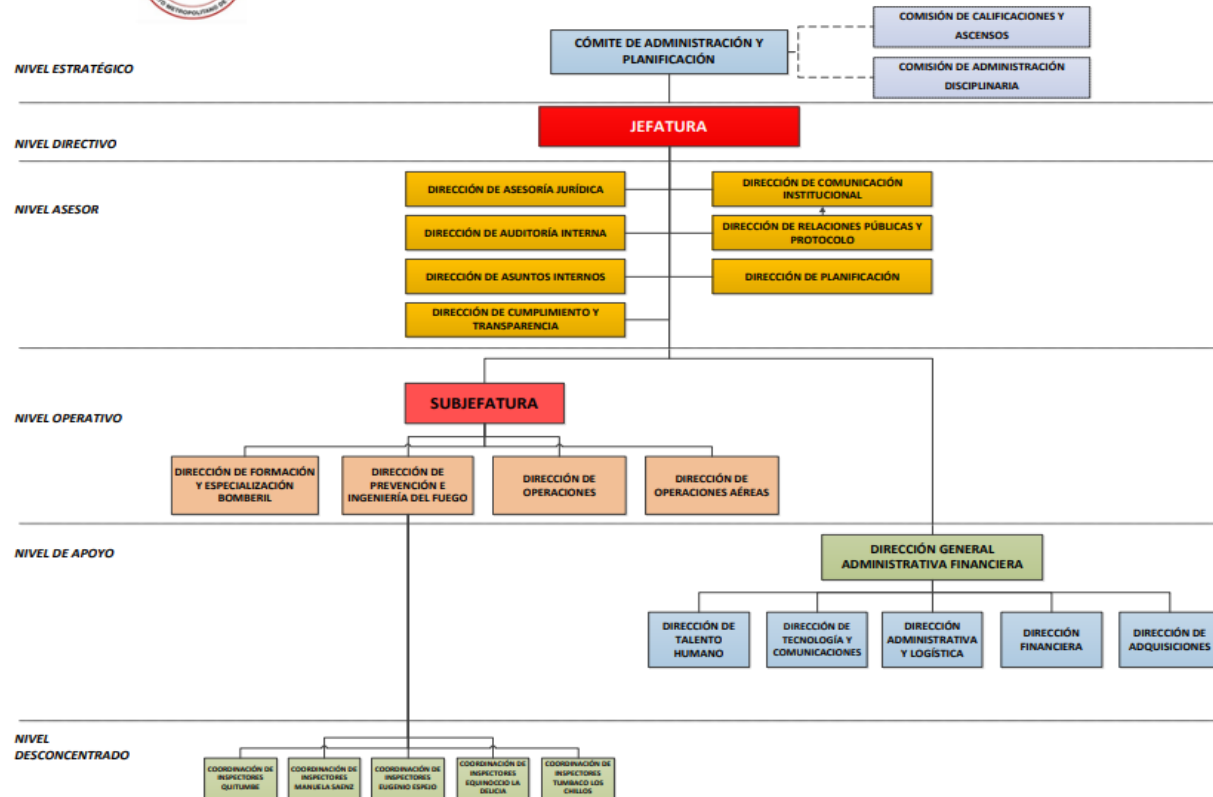 METROPOLITANO DE
CÓMITE DE ADMINISTRACIÓN Y
PLANIFICACIÓN
COMISIÓN DE CALIFICACIONES Y
ASCENSOS
COMISIÓN DE ADMINISTRACIÓN
DISCIPLINARIA
NIVEL ESTRATÉGICO
JEFATURA
NIVEL DIRECTIVO
NIVEL ASESOR
DIRECCIÓN DE ASESORÍA JURÍDICA
DIRECCIÓN DE COMUNICACIÓN
INSTITUCIONAL
DIRECCIÓN DE AUDITORÍA INTERNA
DIRECCIÓN DE RELACIONES PÚBLICAS Y
PROTOCOLO
DIRECCIÓN DE ASUNTOS INTERNOS
DIRECCIÓN DE PLANIFICACIÓN
DIRECCIÓN DE CUMPLIMIENTO Y
TRANSPARENCIA
NIVEL OPERATIVO
SUBJEFATURA
DIRECCIÓN DE FORMACIÓN
Y ESPECIALIZACIÓN
BOMBERIL
DIRECCIÓN DE
PREVENCIÓN E
INGENIERÍA DEL FUEGO
DIRECCIÓN DE
OPERACIONES
DIRECCIÓN DE
OPERACIONES AÉREAS
NIVEL DE APOYO
DIRECCIÓN GENERAL
ADMINISTRATIVA FINANCIERA
DIRECCIÓN DE
TALENTO
HUMANO
DIRECCIÓN DE
TECNOLOGÍA Y
COMUNICACIONES
DIRECCIÓN
ADMINISTRATIVA
Y LOGÍSTICA
DIRECCIÓN
FINANCIERA
DIRECCIÓN DE
ADQUISICIONES
NIVEL
DESCONCENTRADO
COORDINACIÓN DE
INSPECTORES
QUITUMBE
COORDINACIÓN DE
INSPECTORES
MANUELA SAENZ
COORDINACIÓN DE
INSPECTORES
EUGENIO ESPEJO
COORDINACIÓN DE
INSPECTORES
EQUINOCCIO LA
DELICIA
COORDINACIÓN DE
INSPECTORES
TUMBACO LOS
CHILLOS